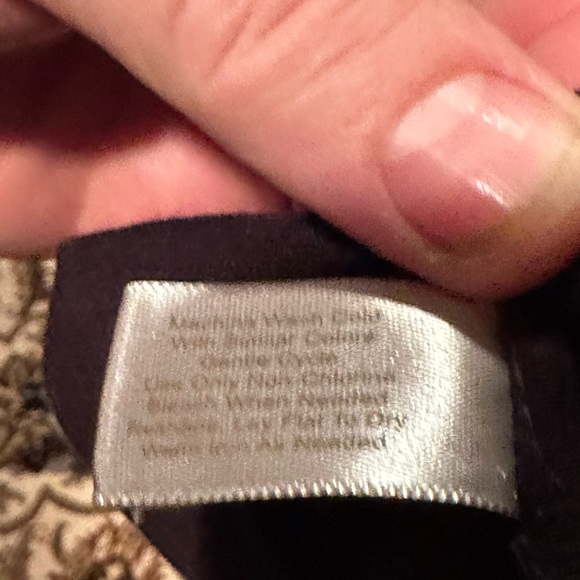 Machine Wash Cold
With Similar Colors
Gentle Cycle
Use Only Non-Chlorine
Bleach When Needed
Reshape, Lay Flat To Dry
Warm Iron As Needed